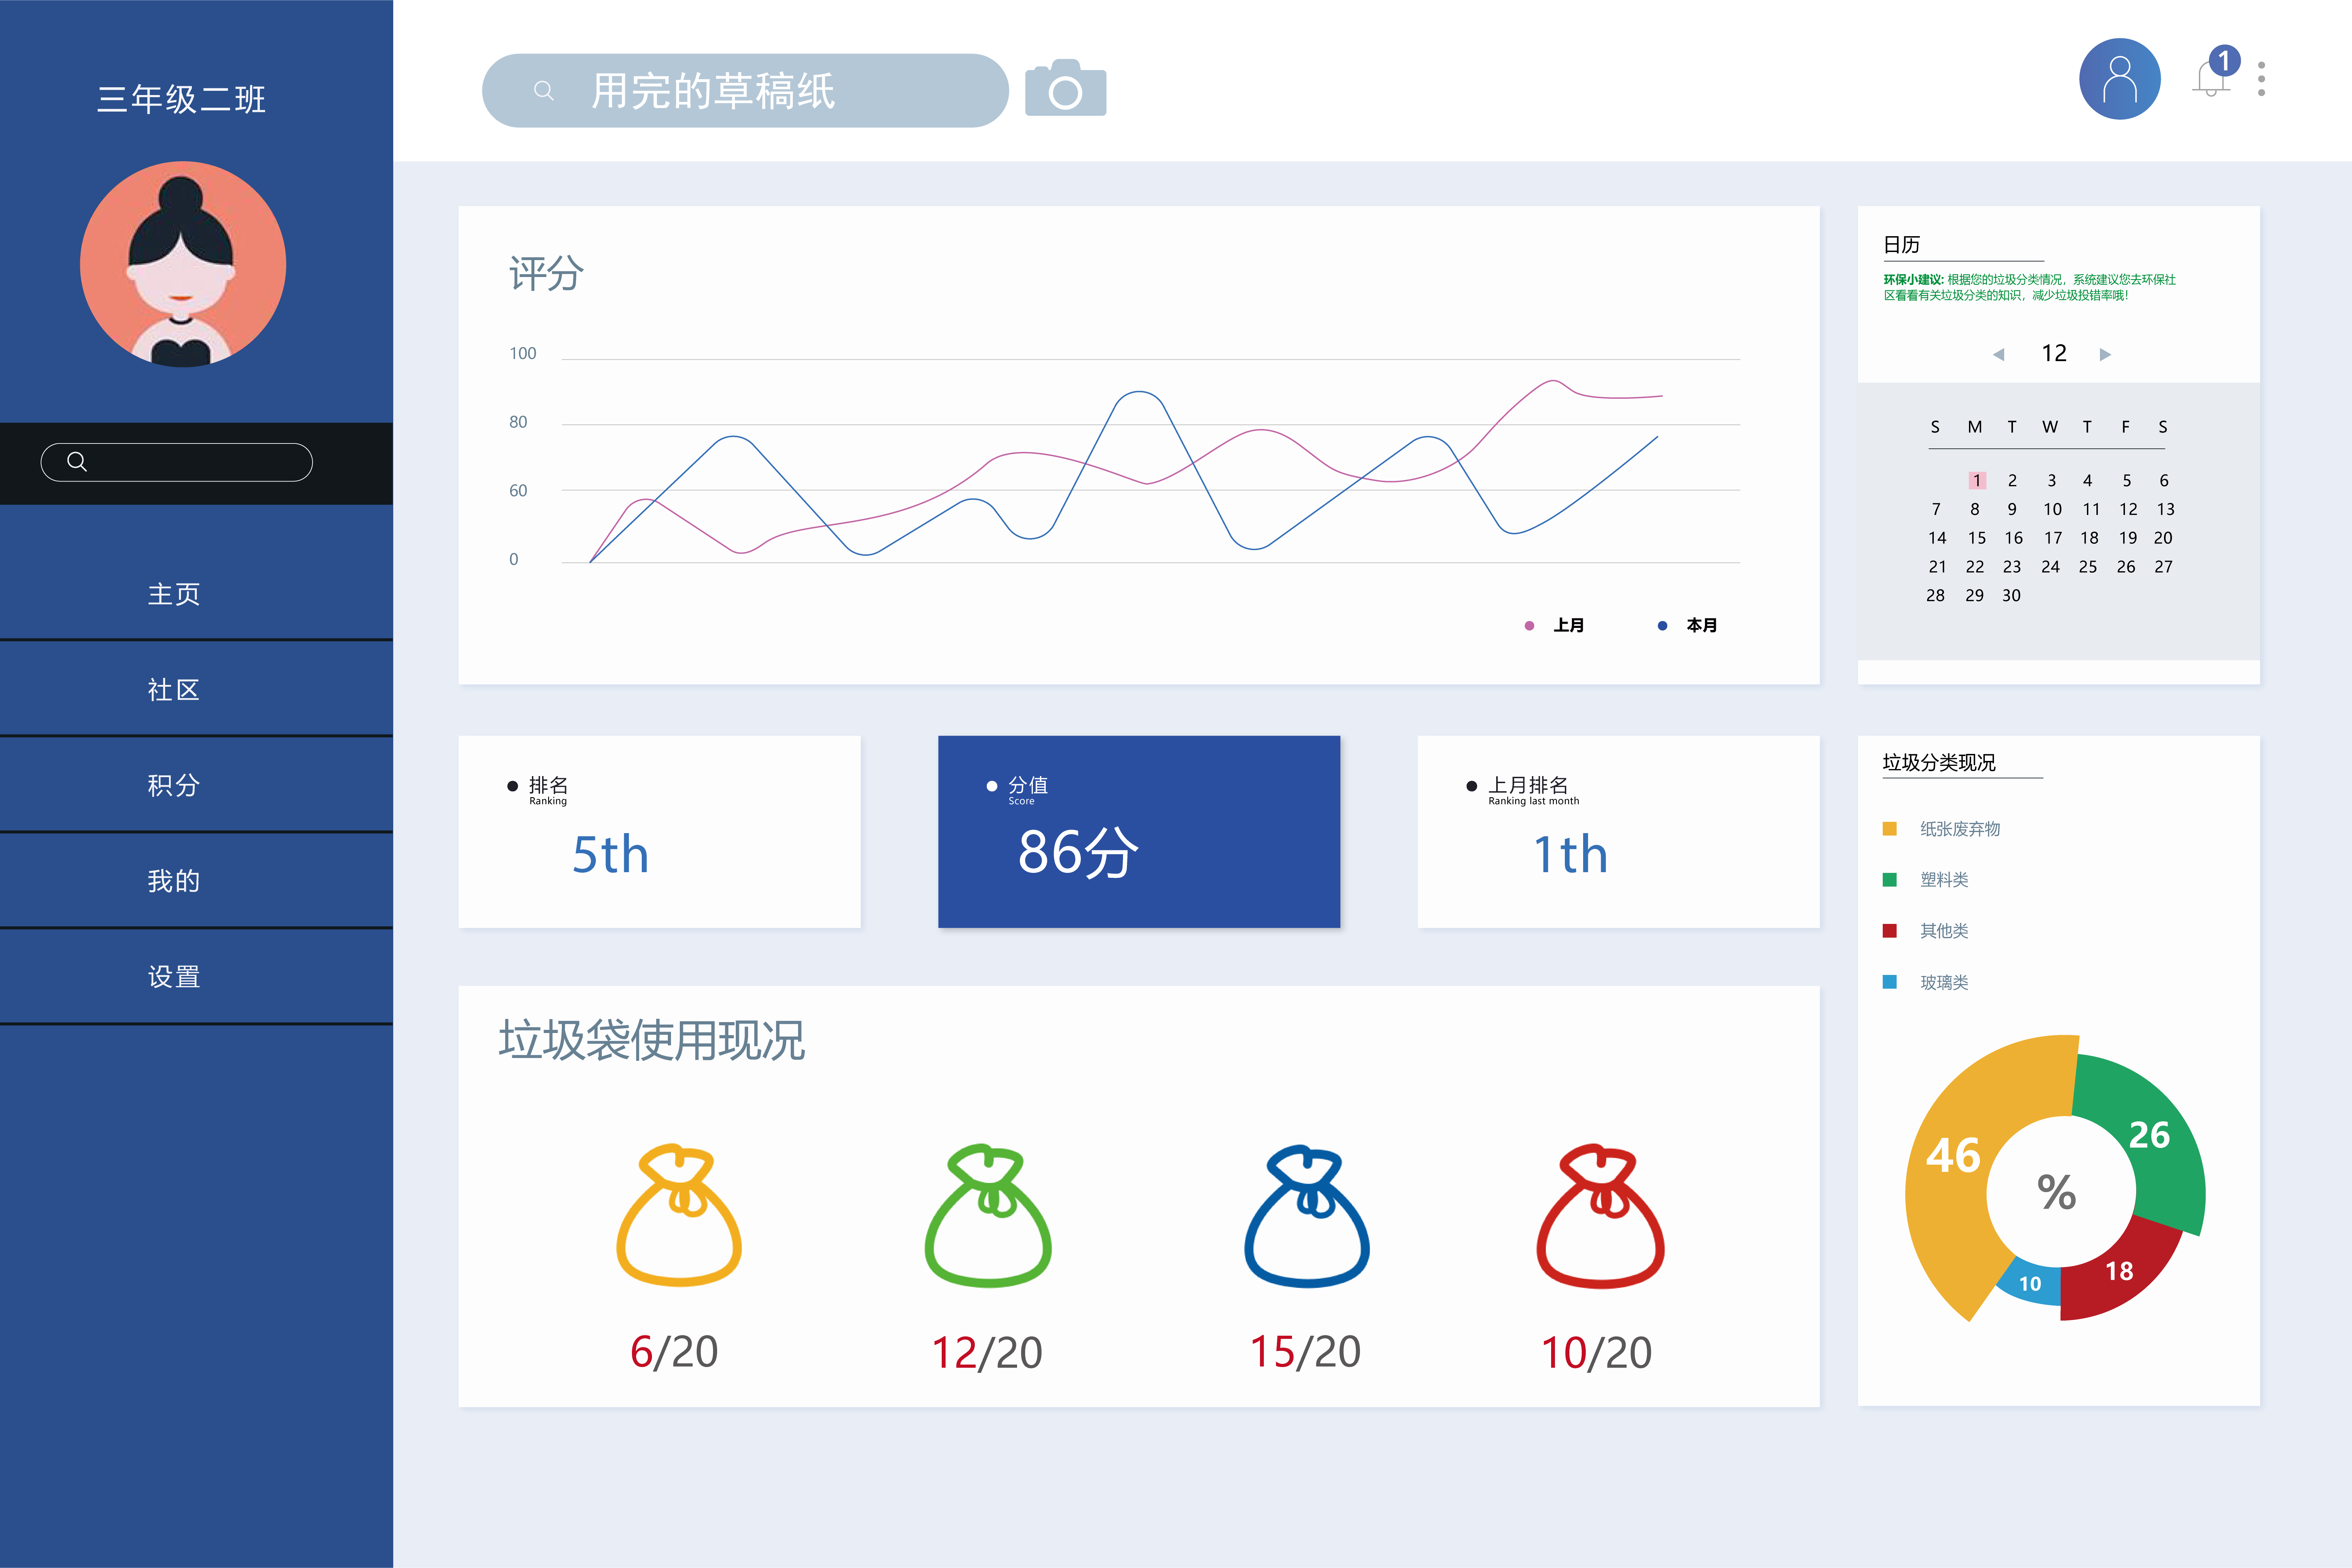 三年级二班
主页
社区
积分
我的
设置
用完的草稿纸
1
评分
100
80
60
0
上月 本月
日历
环保小建议: 根据您的垃圾分类情况，系统建议您去环保社
区看看有关垃圾分类的知识，减少垃圾投错率哦！
12
S M T W T F S
1 2 3 4 5 6
7 8 9 10 11 12 13
14 15 16 17 18 19 20
21 22 23 24 25 26 27
28 29 30
排名
Ranking
5th
分值
Score
86分
上月排名
Ranking last month
1th
垃圾袋使用现况
6/20 12/20 15/20 10/20
垃圾分类现况
纸张废弃物
塑料类
其他类
玻璃类
46
26
%
18
10